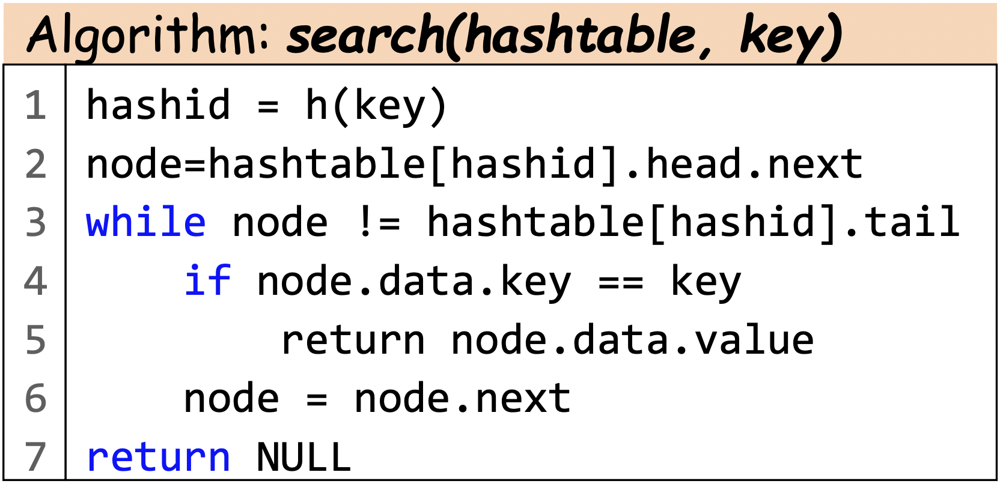 Algorithm: search(hashtable, key)
1 hashid = h(key)
2 node=hashtable[hashid].head.next
3 while node != hashtable[hashid].tail
4     if node.data.key == key
5         return node.data.value
6     node = node.next
7 return NULL